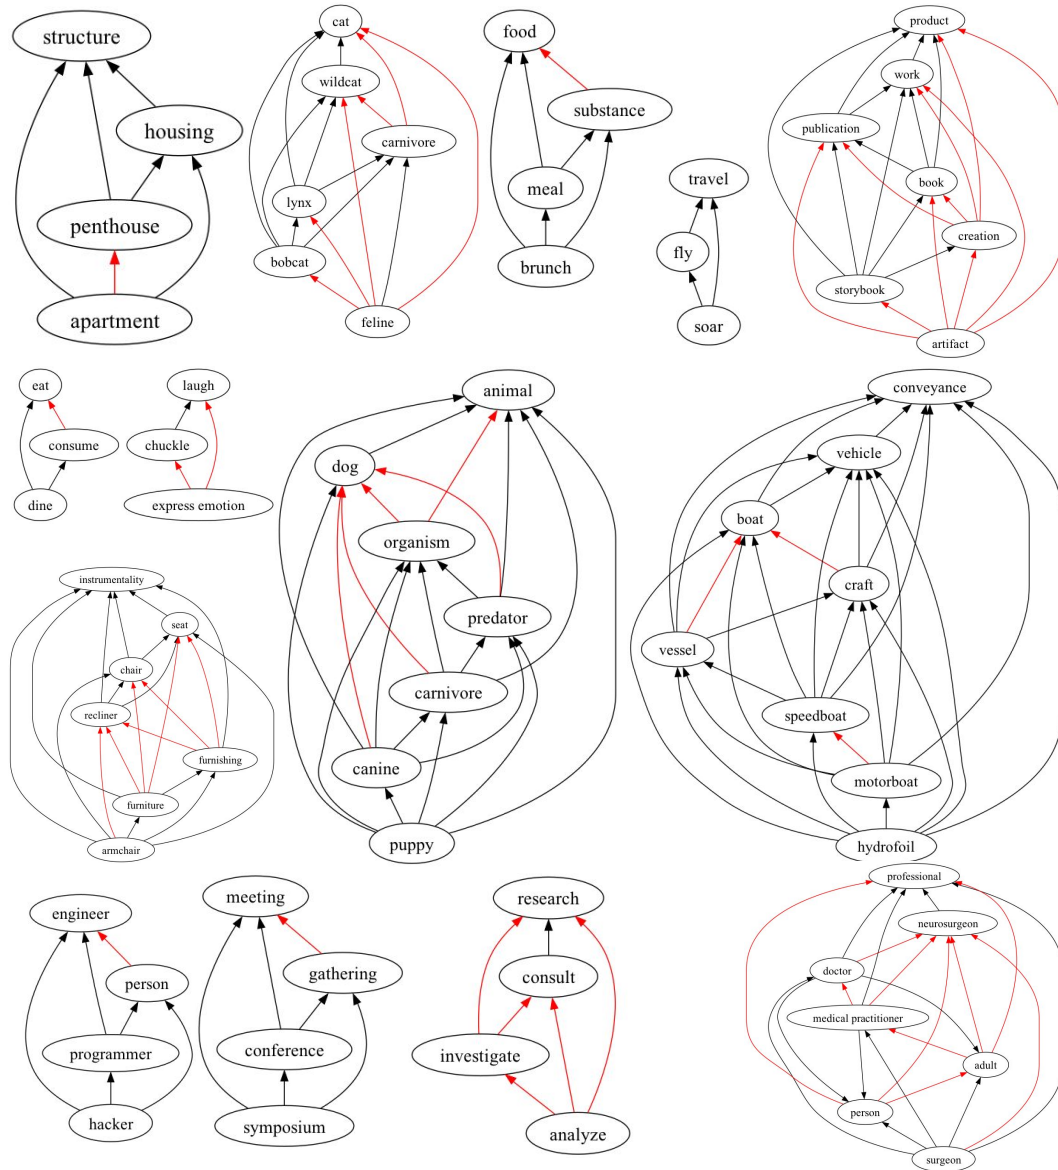 structure
housing
penthouse
apartment
cat
wildcat
carnivore
lynx
bobcat
feline
food
substance
meal
brunch
travel
fly
soar
product
work
publication
book
creation
storybook
artifact
eat
consume
dine
laugh
chuckle
express emotion
animal
dog
organism
predator
carnivore
canine
puppy
conveyance
vehicle
boat
craft
vessel
speedboat
motorboat
hydrofoil
instrumentality
seat
chair
recliner
furnishing
furniture
armchair
engineer
person
programmer
hacker
meeting
gathering
conference
symposium
research
consult
investigate
analyze
professional
neurosurgeon
doctor
medical practitioner
adult
person
surgeon